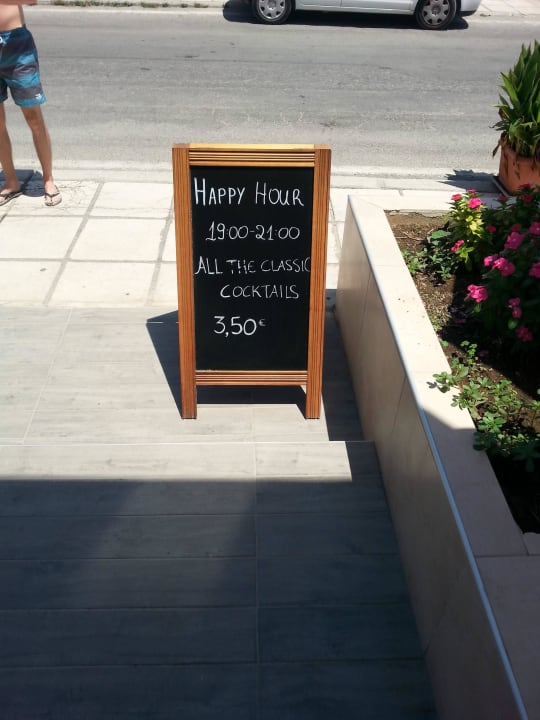 HAPPY HOUR
19:00-21:00
ALL THE CLASSIC
COCKTAILS
3,50€